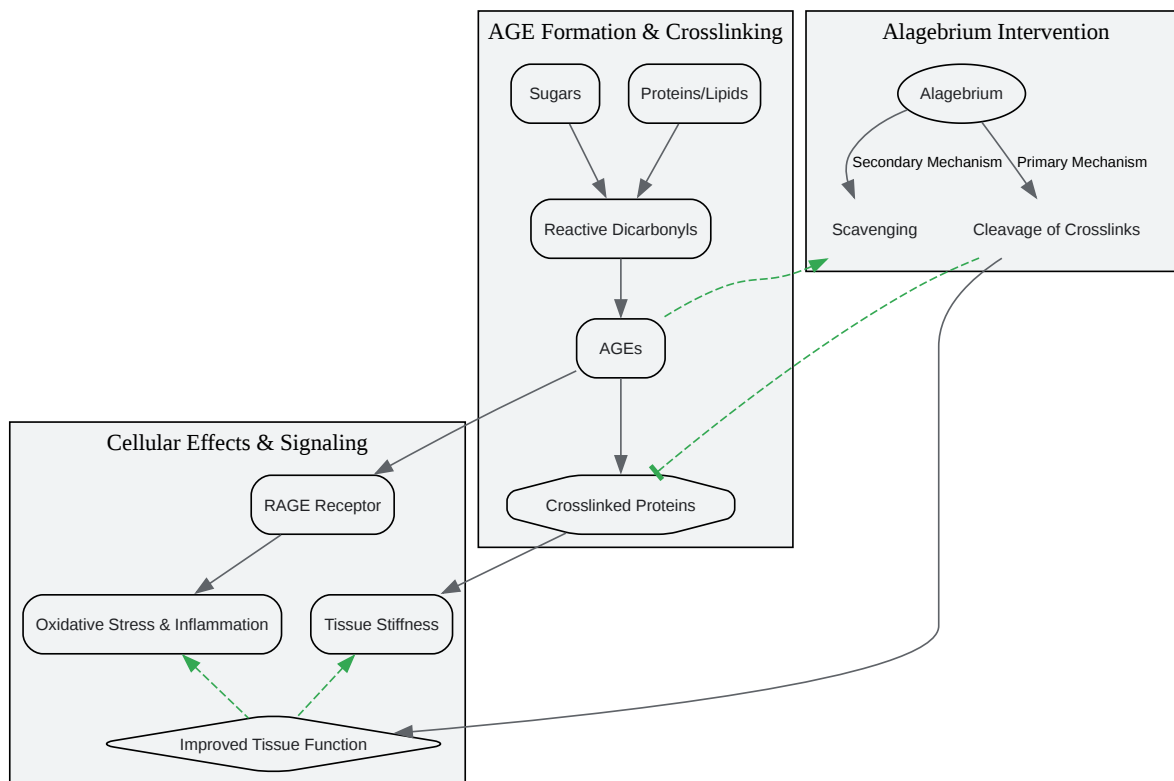 AGE Formation & Crosslinking
Alagebrium Intervention
Sugars
Proteins/Lipids
Alagebrium
Secondary Mechanism
Primary Mechanism
Reactive Dicarbonyls
Scavenging
Cleavage of Crosslinks
AGEs
Cellular Effects & Signaling
RAGE Receptor
Crosslinked Proteins
Oxidative Stress & Inflammation
Tissue Stiffness
Improved Tissue Function